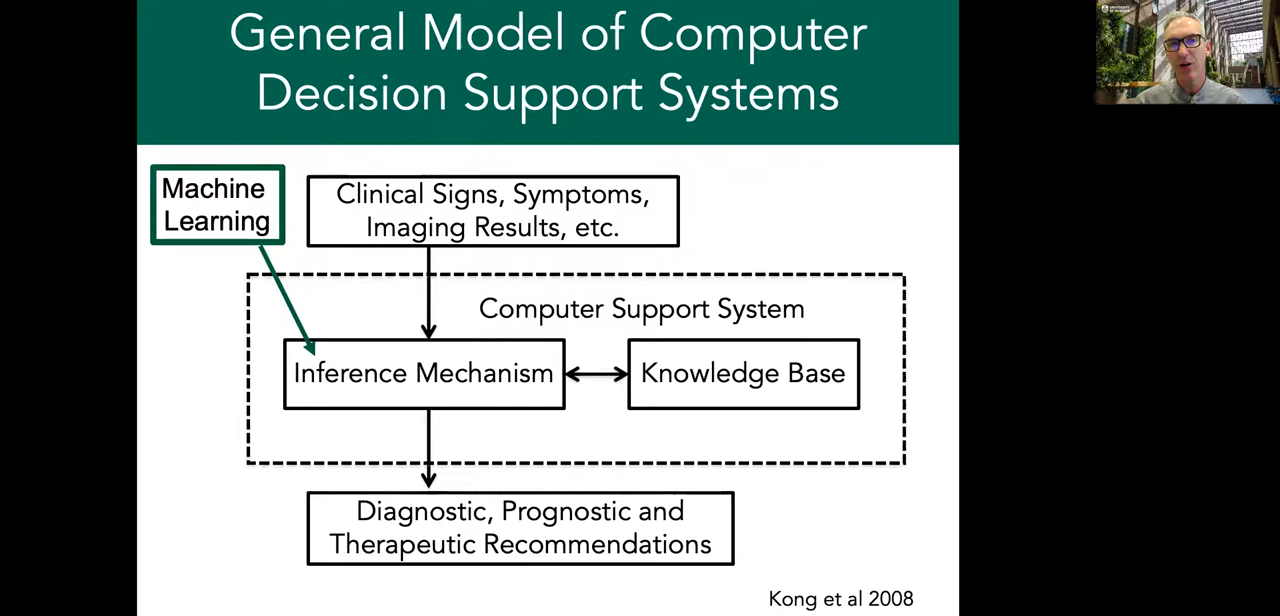 General Model of Computer
Decision Support Systems
Machine
Learning
Clinical Signs, Symptoms,
Imaging Results, etc.
Computer Support System
Inference Mechanism
Knowledge Base
Diagnostic, Prognostic and
Therapeutic Recommendations
Kong et al 2008